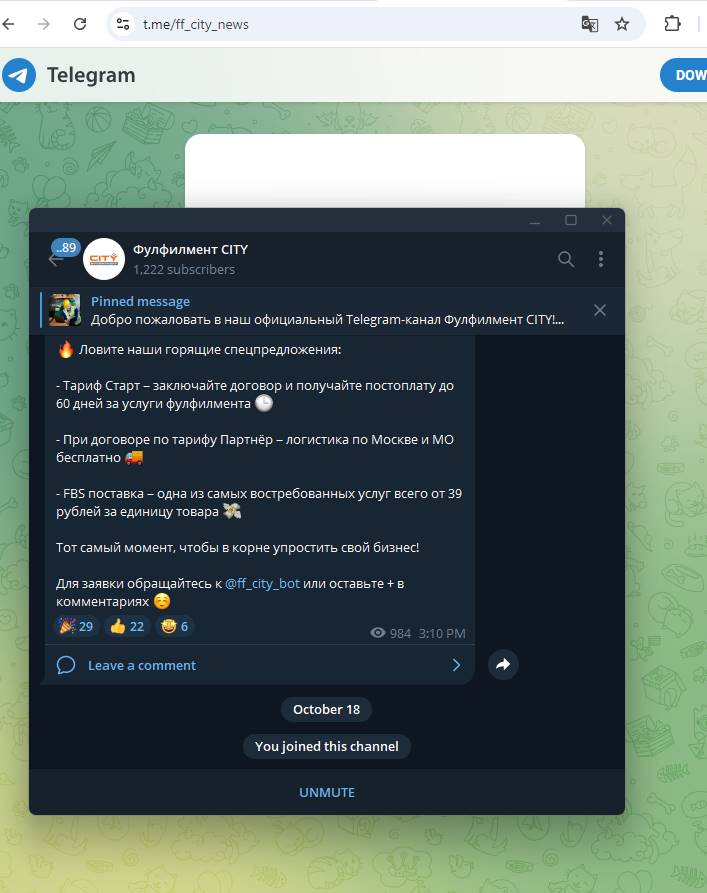 t.me/ff_city_news
Telegram
DOW
..89
CITY
Фулфилмент CITY
1,222 subscribers
Pinned message
Добро пожаловать в наш официальный Telegram-канал Фулфилмент CITY!...
🔥 Ловите наши горящие спецпредложения:
- Тариф Старт – заключайте договор и получайте постоплату до
60 дней за услуги фулфилмента 🕒
- При договоре по тарифу Партнёр – логистика по Москве и МО
бесплатно 🚚
- FBS поставка – одна из самых востребованных услуг всего от 39
рублей за единицу товара 💸
Тот самый момент, чтобы в корне упростить свой бизнес!
Для заявки обращайтесь к @ff_city_bot или оставьте + в
комментариях ☺️
🎉 29 👍 22 🤩 6
984 3:10 PM
Leave a comment
October 18
You joined this channel
UNMUTE